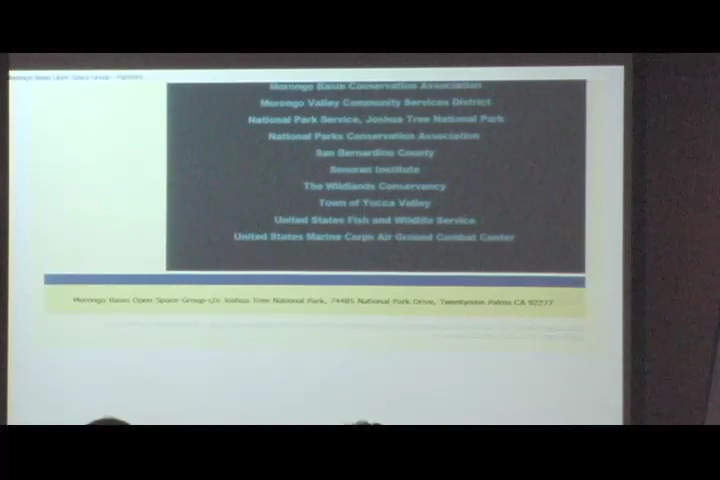 Morongo Basin Open Space Group - Partners
Morongo Basin Conservation Association
Morongo Valley Community Services District
National Park Service, Joshua Tree National Park
National Parks Conservation Association
San Bernardino County
Sonoran Institute
The Wildlands Conservancy
Town of Yucca Valley
United States Fish and Wildlife Service
United States Marine Corps Air Ground Combat Center
Morongo Basin Open Space Group c/o Joshua Tree National Park, 74485 National Park Drive, Twentynine Palms CA 92277